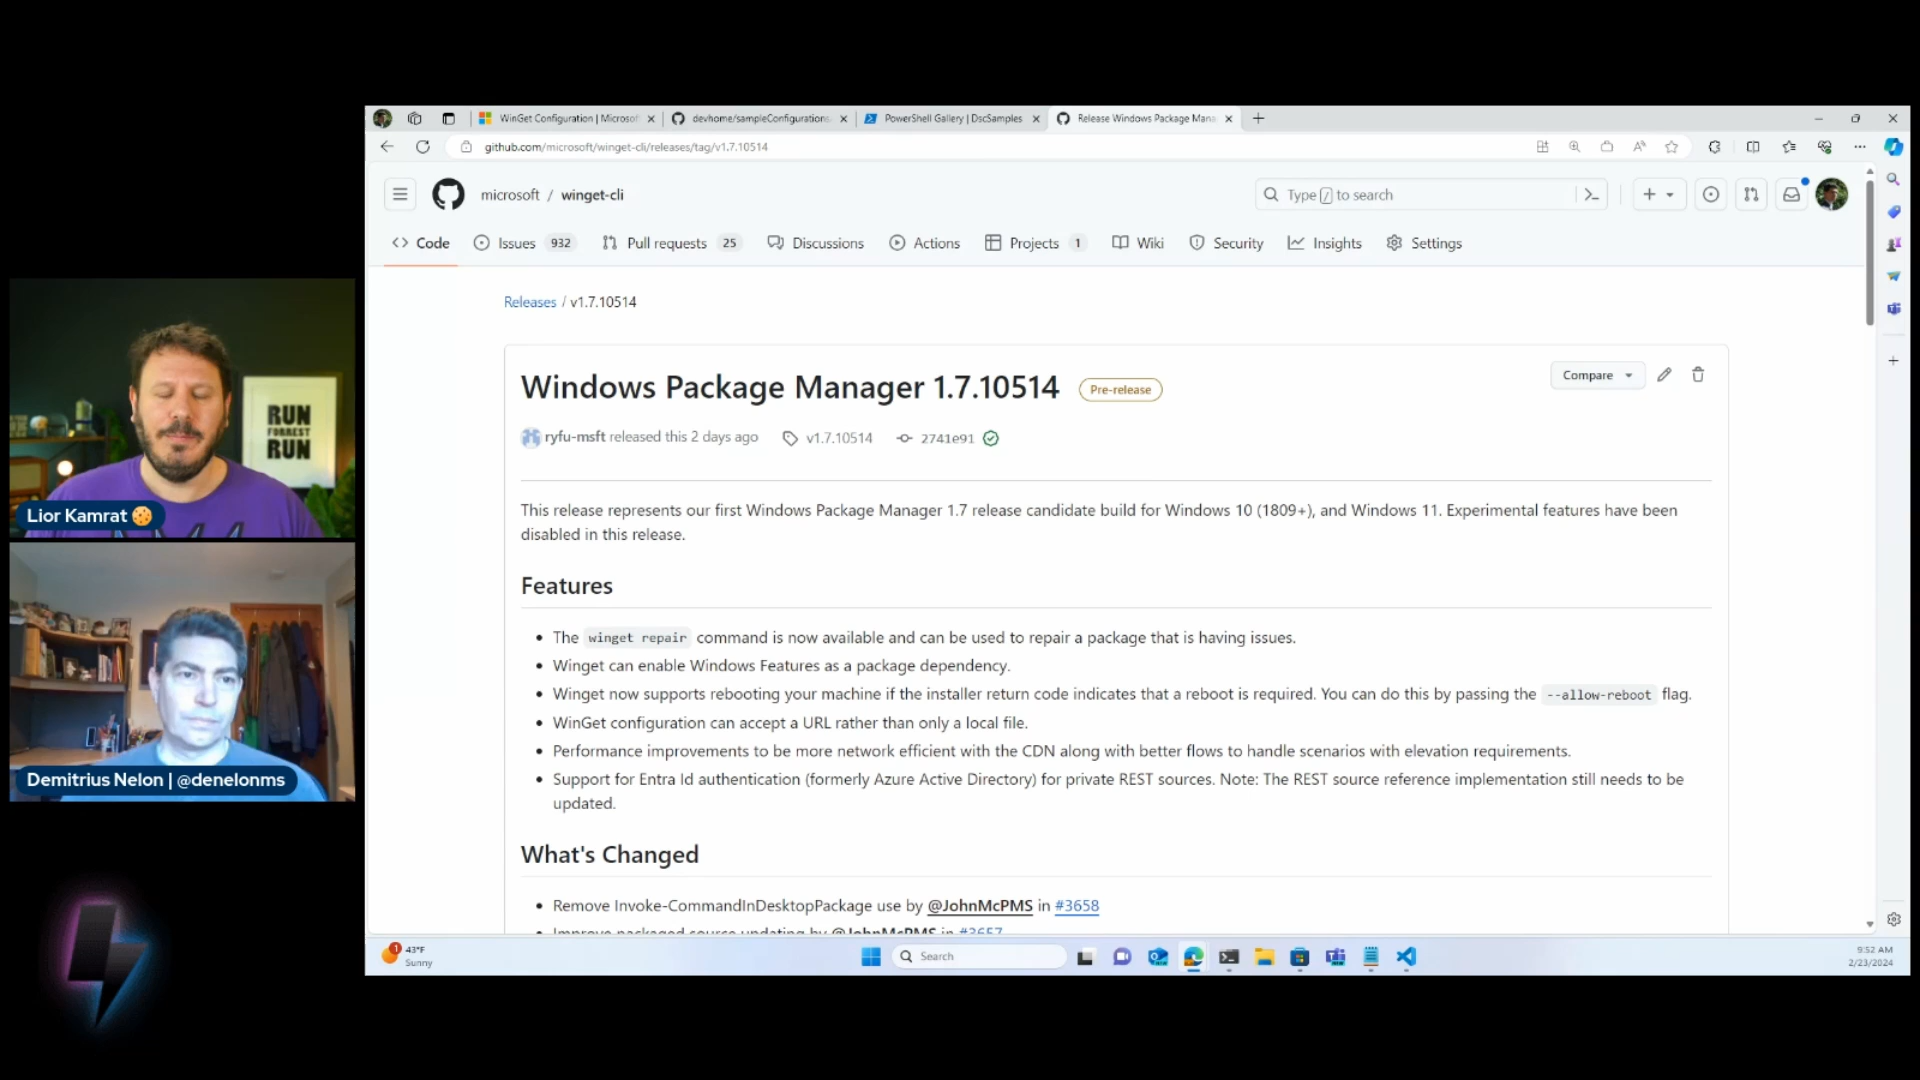 WinGet Configuration | Microsof
devhome/sampleConfigurations
PowerShell Gallery | DscSamples
Release Windows Package Mana
github.com/microsoft/winget-cli/releases/tag/v1.7.10514
microsoft / winget-cli
Type / to search
Code
Issues 932
Pull requests 25
Discussions
Actions
Projects 1
Wiki
Security
Insights
Settings
Releases / v1.7.10514
Windows Package Manager 1.7.10514
Pre-release
Compare
ryfu-msft released this 2 days ago
v1.7.10514
2741e91
This release represents our first Windows Package Manager 1.7 release candidate build for Windows 10 (1809+), and Windows 11. Experimental features have been
disabled in this release.
Features
The winget repair command is now available and can be used to repair a package that is having issues.
Winget can enable Windows Features as a package dependency.
Winget now supports rebooting your machine if the installer return code indicates that a reboot is required. You can do this by passing the --allow-reboot flag.
WinGet configuration can accept a URL rather than only a local file.
Performance improvements to be more network efficient with the CDN along with better flows to handle scenarios with elevation requirements.
Support for Entra Id authentication (formerly Azure Active Directory) for private REST sources. Note: The REST source reference implementation still needs to be
updated.
What's Changed
Remove Invoke-CommandInDesktopPackage use by @JohnMcPMS in #3658
Improve packaged source updating by @JohnMcPMS in #3657
RUN
FORREST
RUN
Lior Kamrat
Demitrius Nelon | @denelonms
1
43°F
Sunny
Search
9:52 AM
2/23/2024